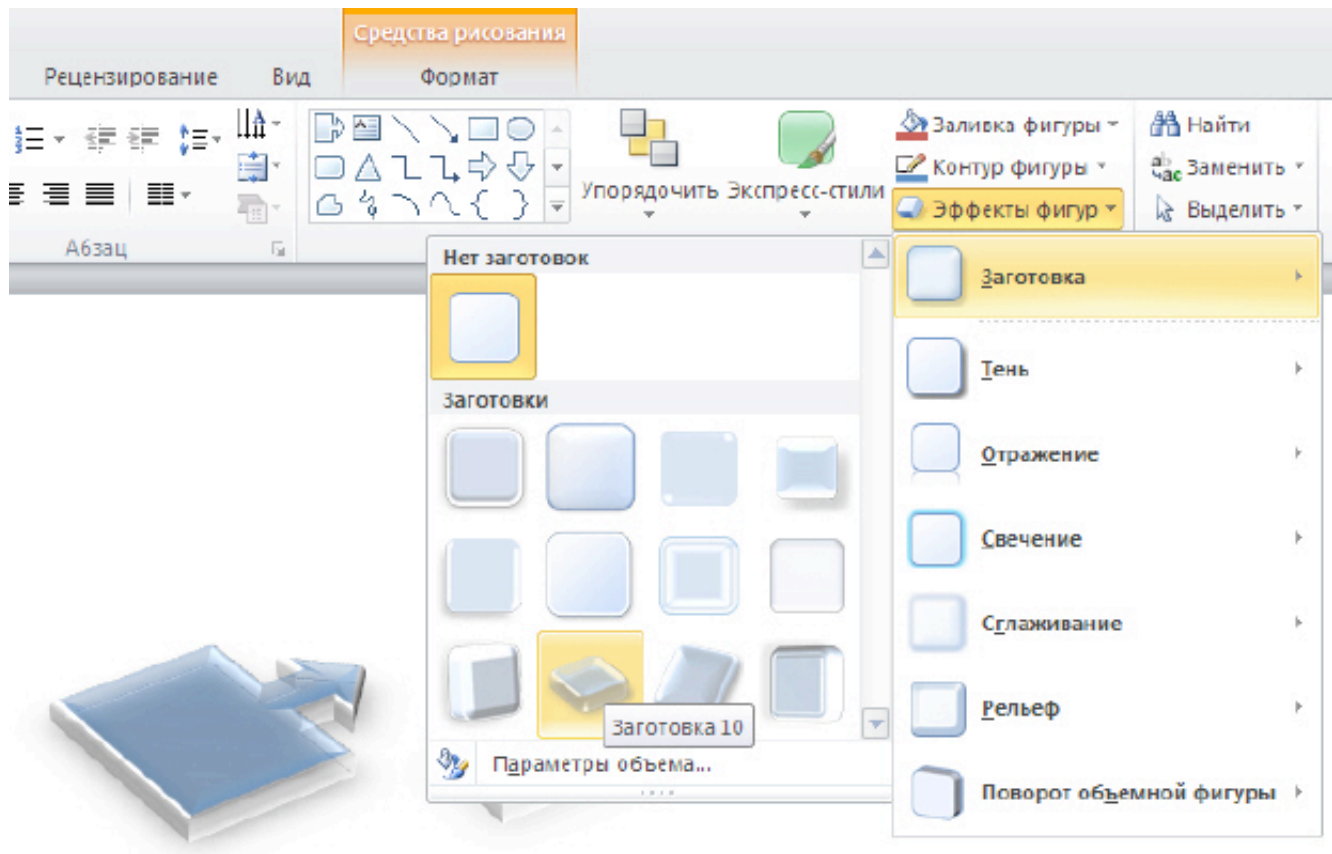 Средства рисования
Рецензирование Вид Формат
Заливка фигуры
Найти
Контур фигуры
Заменить
Упорядочить Экспресс-стили
Эффекты фигур
Выделить
Абзац
Нет заготовок
Заготовки
Заготовка 10
Параметры объема...
Заготовка
Тень
Отражение
Свечение
Сглаживание
Рельеф
Поворот объемной фигуры